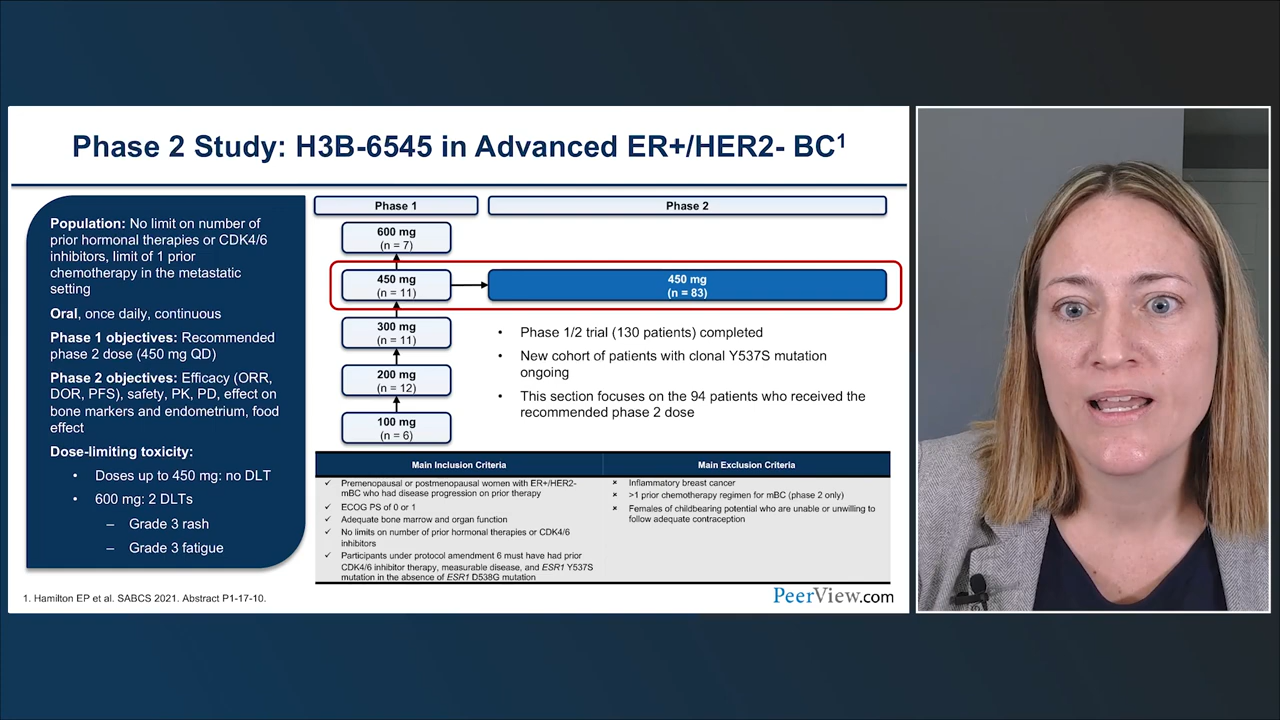 Phase 2 Study: H3B-6545 in Advanced ER+/HER2- BC¹
Population: No limit on number of
prior hormonal therapies or CDK4/6
inhibitors, limit of 1 prior
chemotherapy in the metastatic
setting
Oral, once daily, continuous
Phase 1 objectives: Recommended
phase 2 dose (450 mg QD)
Phase 2 objectives: Efficacy (ORR,
DOR, PFS), safety, PK, PD, effect on
bone markers and endometrium, food
effect
Dose-limiting toxicity:
• Doses up to 450 mg: no DLT
• 600 mg: 2 DLTs
– Grade 3 rash
– Grade 3 fatigue
Phase 1
Phase 2
600 mg
(n = 7)
450 mg
(n = 11)
450 mg
(n = 83)
300 mg
(n = 11)
200 mg
(n = 12)
100 mg
(n = 6)
• Phase 1/2 trial (130 patients) completed
• New cohort of patients with clonal Y537S mutation
ongoing
• This section focuses on the 94 patients who received the
recommended phase 2 dose
Main Inclusion Criteria
✓ Premenopausal or postmenopausal women with ER+/HER2-
mBC who had disease progression on prior therapy
✓ ECOG PS of 0 or 1
✓ Adequate bone marrow and organ function
✓ No limits on number of prior hormonal therapies or CDK4/6
inhibitors
✓ Participants under protocol amendment 6 must have had prior
CDK4/6 inhibitor therapy, measurable disease, and ESR1 Y537S
mutation in the absence of ESR1 D538G mutation
Main Exclusion Criteria
× Inflammatory breast cancer
× >1 prior chemotherapy regimen for mBC (phase 2 only)
× Females of childbearing potential who are unable or unwilling to
follow adequate contraception
1. Hamilton EP et al. SABCS 2021. Abstract P1-17-10.
PeerView.com